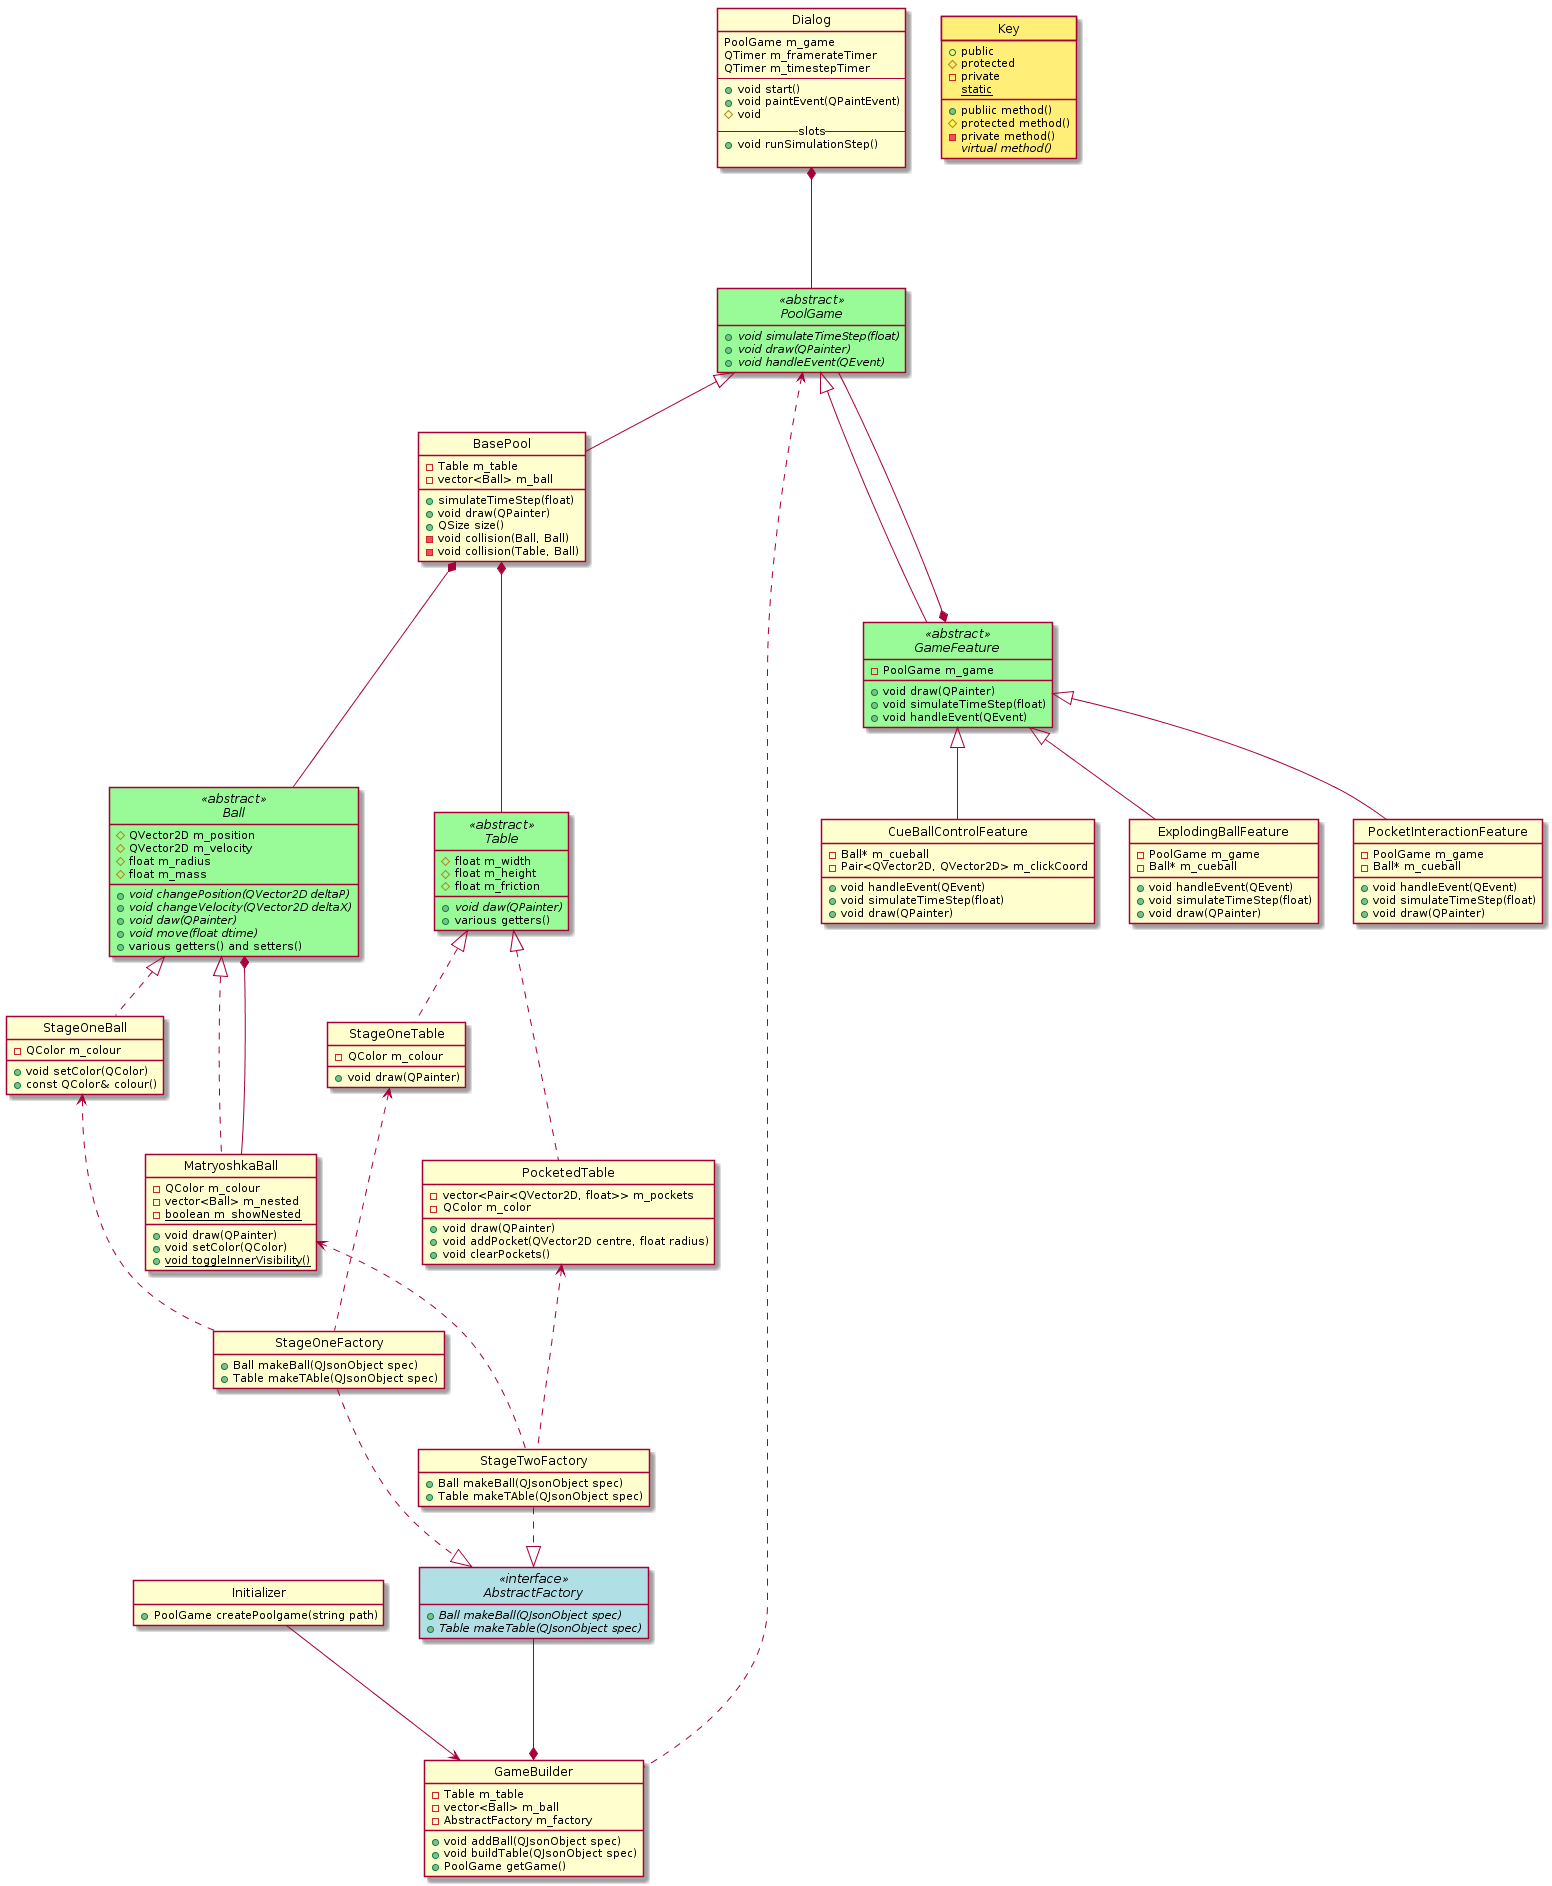 Dialog
PoolGame m_game
QTimer m_framerateTimer
QTimer m_timestepTimer
void start()
void paintEvent(QPaintEvent)
void
slots
void runSimulationStep()
Key
public
protected
private
static
publiic method()
protected method()
private method()
virtual method()
«abstract»
PoolGame
void simulateTimeStep(float)
void draw(QPainter)
void handleEvent(QEvent)
BasePool
Table m_table
vector<Ball> m_ball
simulateTimeStep(float)
void draw(QPainter)
QSize size()
void collision(Ball, Ball)
void collision(Table, Ball)
«abstract»
GameFeature
PoolGame m_game
void draw(QPainter)
void simulateTimeStep(float)
void handleEvent(QEvent)
«abstract»
Ball
QVector2D m_position
QVector2D m_velocity
float m_radius
float m_mass
void changePosition(QVector2D deltaP)
void changeVelocity(QVector2D deltaX)
void daw(QPainter)
void move(float dtime)
various getters() and setters()
«abstract»
Table
float m_width
float m_height
float m_friction
void daw(QPainter)
various getters()
CueBallControlFeature
Ball* m_cueball
Pair<QVector2D, QVector2D> m_clickCoord
void handleEvent(QEvent)
void simulateTimeStep(float)
void draw(QPainter)
ExplodingBallFeature
PoolGame m_game
Ball* m_cueball
void handleEvent(QEvent)
void simulateTimeStep(float)
void draw(QPainter)
PocketInteractionFeature
PoolGame m_game
Ball* m_cueball
void handleEvent(QEvent)
void simulateTimeStep(float)
void draw(QPainter)
StageOneBall
QColor m_colour
void setColor(QColor)
const QColor& colour()
StageOneTable
QColor m_colour
void draw(QPainter)
MatryoshkaBall
QColor m_colour
vector<Ball> m_nested
boolean m_showNested
void draw(QPainter)
void setColor(QColor)
void toggleInnerVisibility()
PocketedTable
vector<Pair<QVector2D, float>> m_pockets
QColor m_color
void draw(QPainter)
void addPocket(QVector2D centre, float radius)
void clearPockets()
StageOneFactory
Ball makeBall(QJsonObject spec)
Table makeTAble(QJsonObject spec)
StageTwoFactory
Ball makeBall(QJsonObject spec)
Table makeTAble(QJsonObject spec)
Initializer
PoolGame createPoolgame(string path)
«interface»
AbstractFactory
Ball makeBall(QJsonObject spec)
Table makeTable(QJsonObject spec)
GameBuilder
Table m_table
vector<Ball> m_ball
AbstractFactory m_factory
void addBall(QJsonObject spec)
void buildTable(QJsonObject spec)
PoolGame getGame()